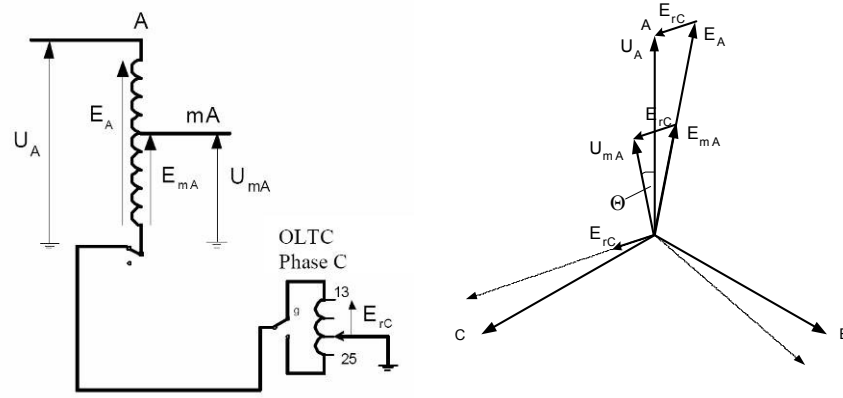 A
E_A
mA
U_A
E_mA
U_mA
OLTC
Phase C
13
g
E_rC
25
E_rC
A
U_A
E_A
E_rC
U_mA
E_mA
Θ
E_rC
C